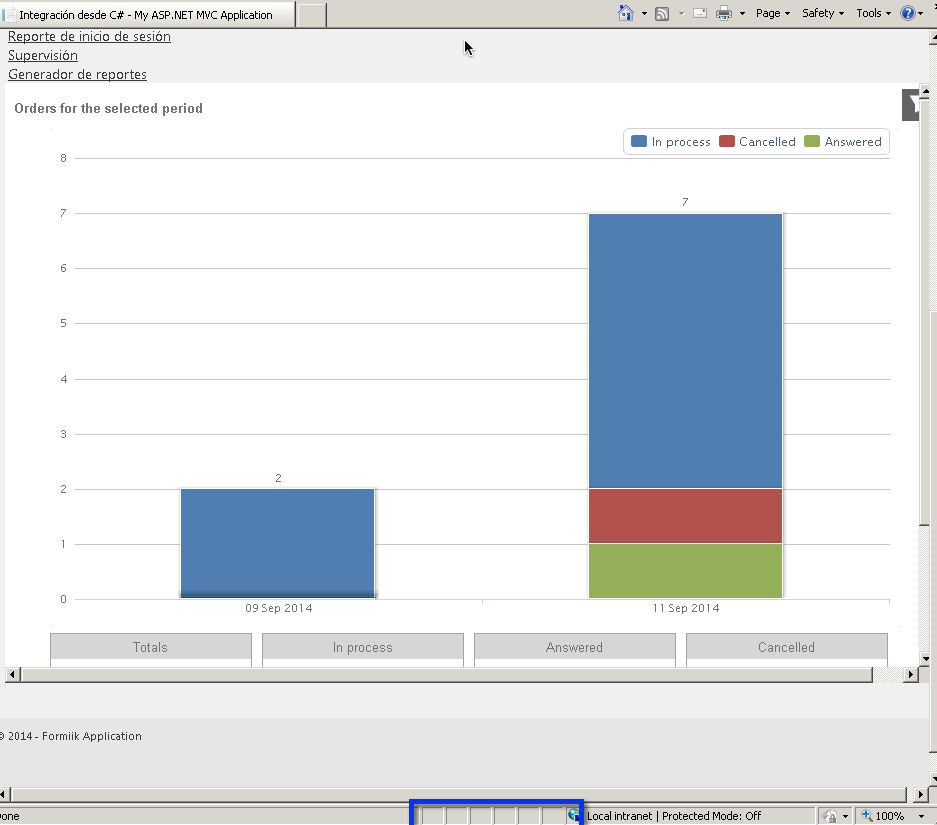 Integración desde C# - My ASP.NET MVC Application
Page Safety Tools
Reporte de inicio de sesión
Supervisión
Generador de reportes
Orders for the selected period
In process Cancelled Answered
8
7
7
6
5
4
3
2
2
1
0
09 Sep 2014 11 Sep 2014
Totals In process Answered Cancelled
© 2014 - Formiik Application
one Local intranet | Protected Mode: Off 100%